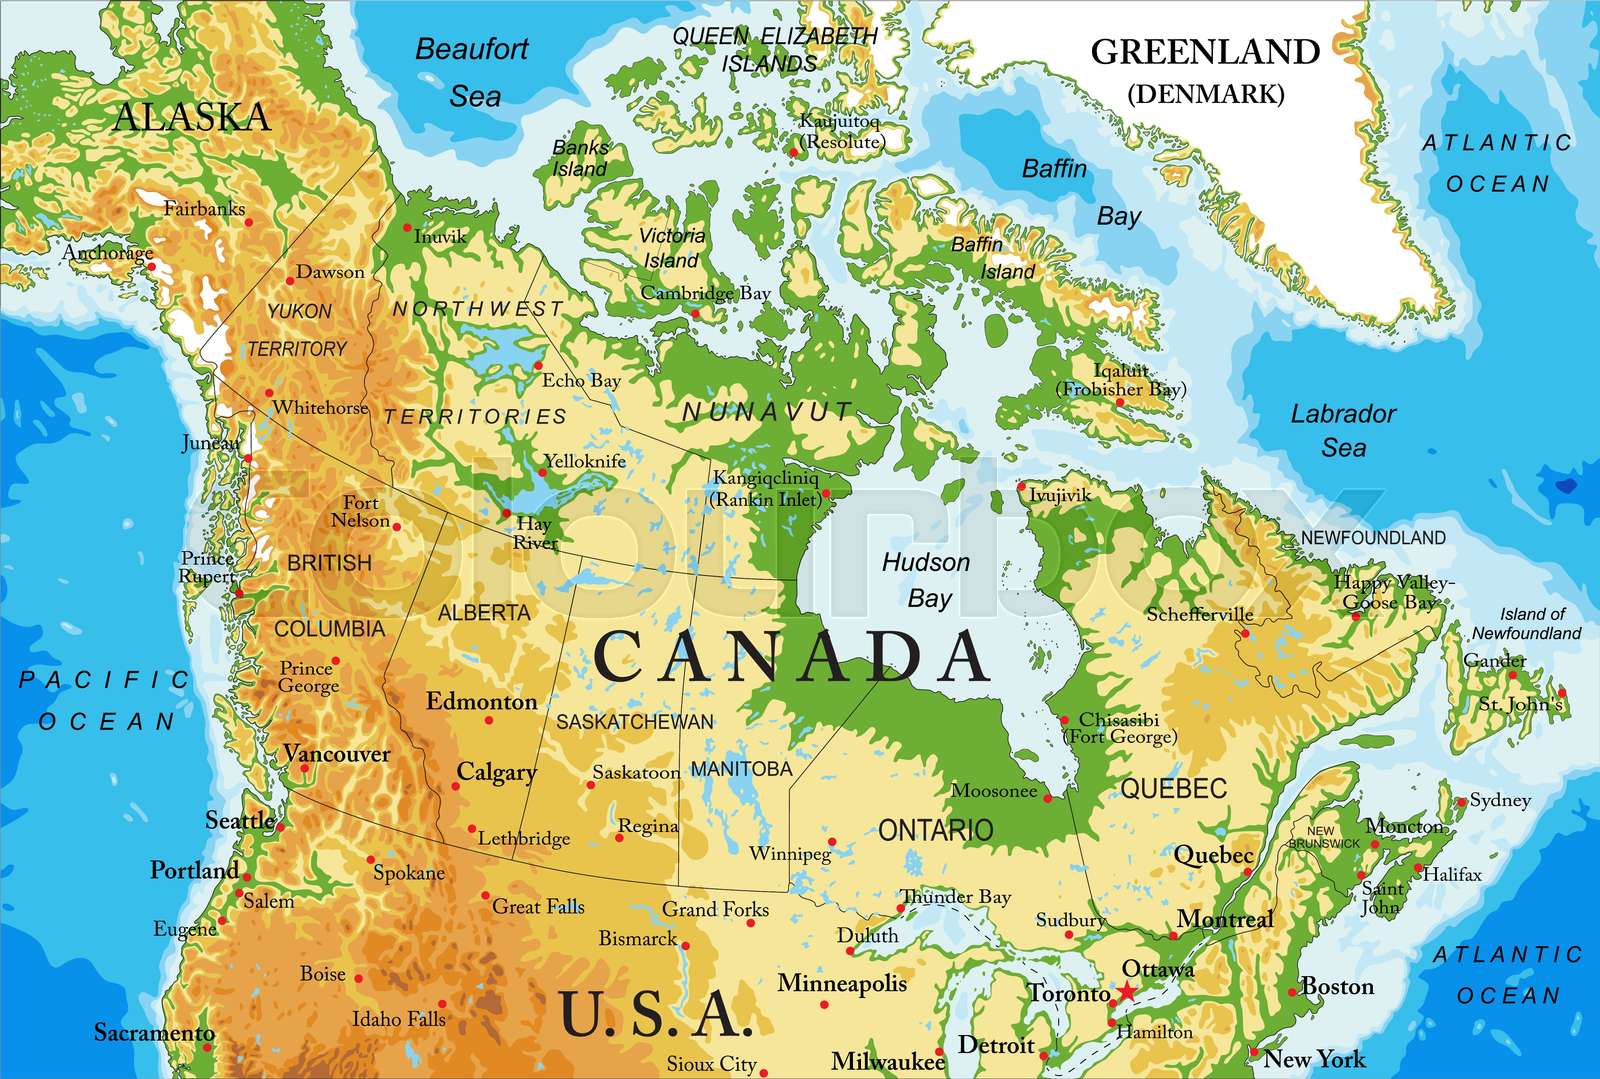 Beaufort
Sea
QUEEN ELIZABETH
ISLANDS
GREENLAND
(DENMARK)
ALASKA
Kaujuitoq
(Resolute)
Banks
Island
Baffin
Bay
ATLANTIC
OCEAN
Fairbanks
Anchorage
Inuvik
Dawson
Victoria
Island
Baffin
Island
Cambridge Bay
YUKON
TERRITORY
NORTHWEST
TERRITORIES
Echo Bay
Iqaluit
(Frobisher Bay)
NUNAVUT
Whitehorse
Labrador
Sea
Juneau
Yelloknife
Kangiqcliniq
(Rankin Inlet)
Ivujivik
Fort
Nelson
Hay
River
colourbox
NEWFOUNDLAND
BRITISH
COLUMBIA
Prince
Rupert
Hudson
Bay
Happy Valley-
Goose Bay
ALBERTA
Schefferville
Island of
Newfoundland
CANADA
Gander
PACIFIC
OCEAN
Prince
George
Edmonton
St. John's
SASKATCHEWAN
Chisasibi
(Fort George)
Vancouver
Calgary
Saskatoon
MANITOBA
Moosonee
QUEBEC
Sydney
Seattle
Lethbridge
Regina
ONTARIO
NEW
BRUNSWICK
Moncton
Winnipeg
Quebec
Portland
Spokane
Halifax
Salem
Saint
John
Great Falls
Grand Forks
Thunder Bay
Eugene
Bismarck
Duluth
Sudbury
Montreal
ATLANTIC
OCEAN
Boise
Minneapolis
Ottawa
Toronto
Boston
Idaho Falls
U.S.A.
Hamilton
Sacramento
Sioux City
Milwaukee
Detroit
New York